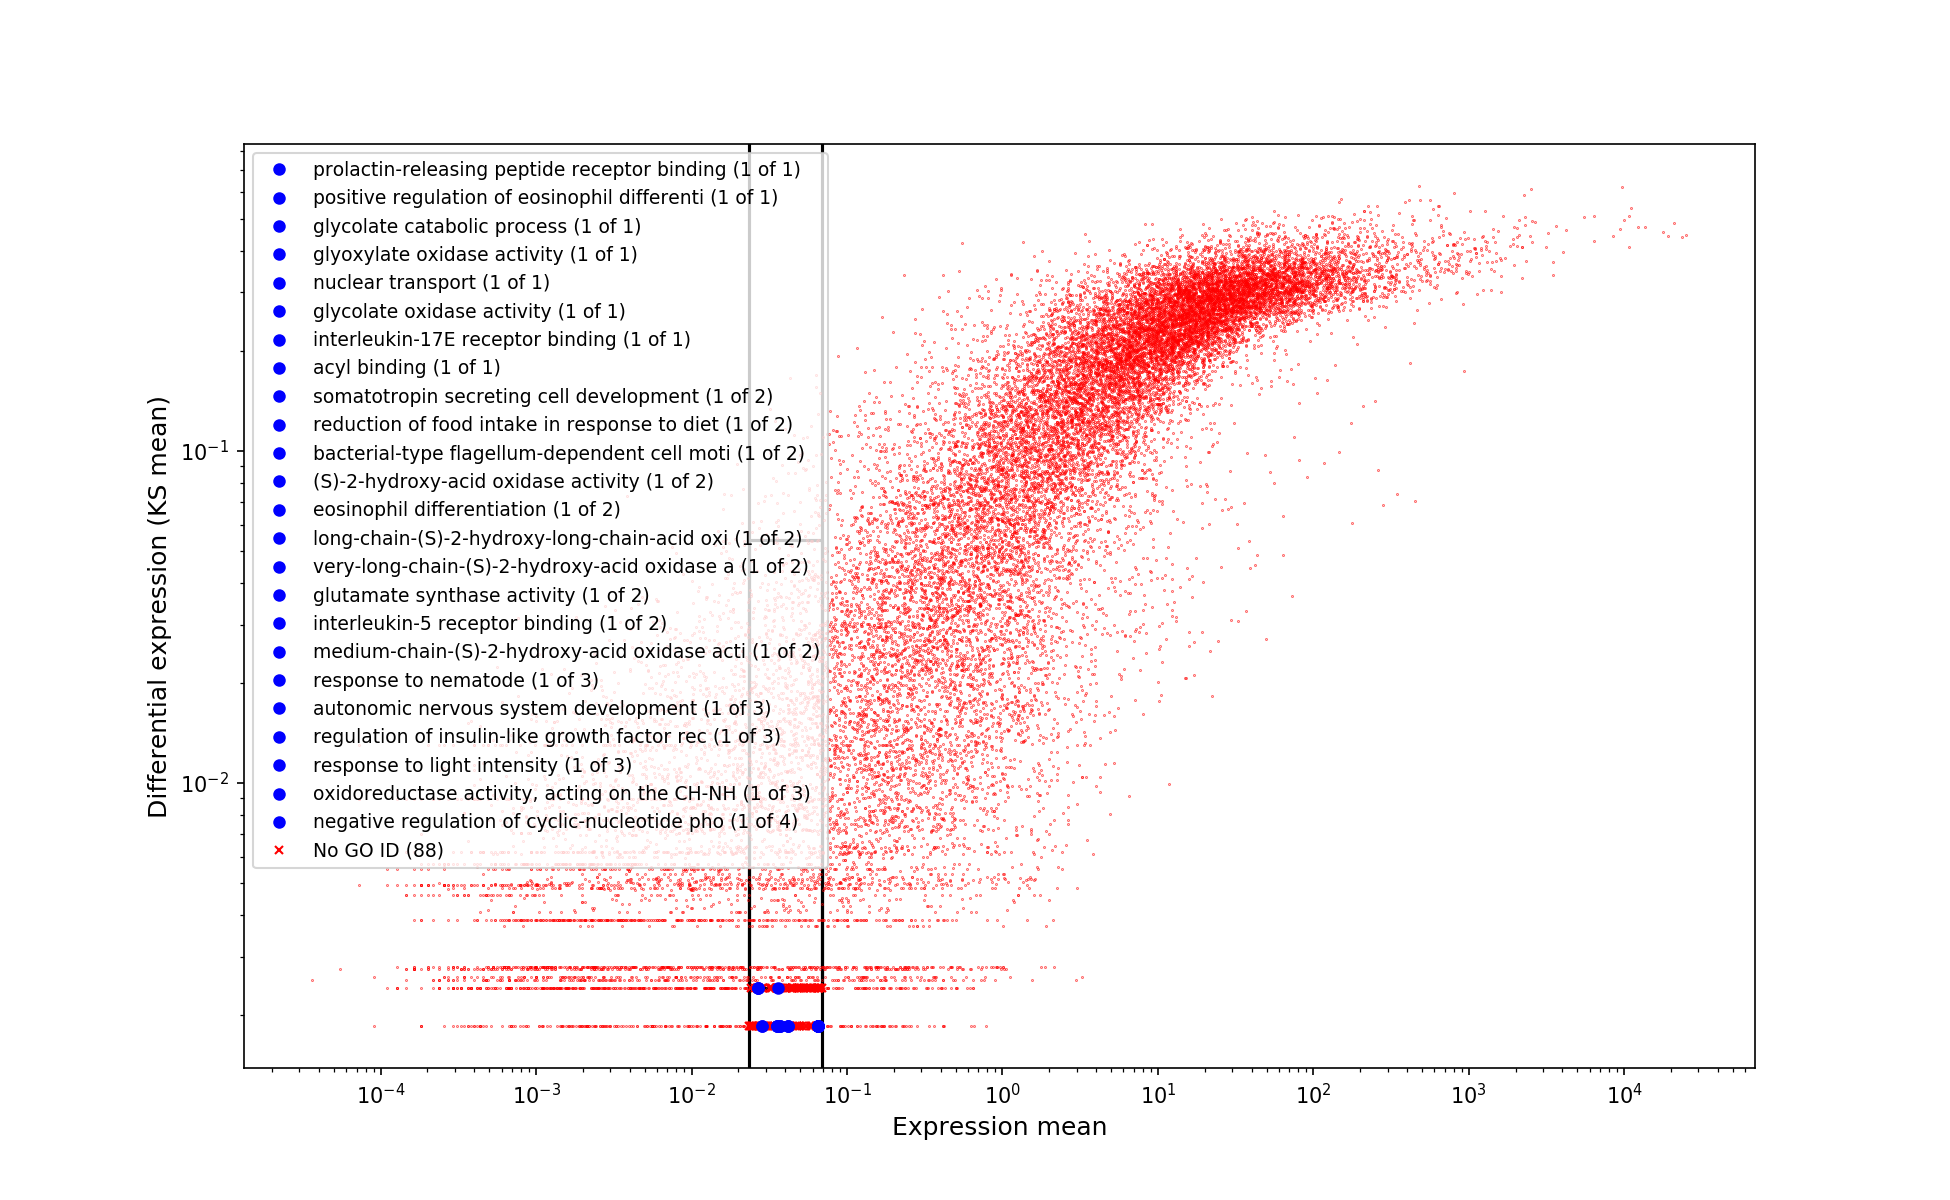 prolactin-releasing peptide receptor binding (1 of 1)
positive regulation of eosinophil differenti (1 of 1)
glycolate catabolic process (1 of 1)
glyoxylate oxidase activity (1 of 1)
nuclear transport (1 of 1)
glycolate oxidase activity (1 of 1)
interleukin-17E receptor binding (1 of 1)
acyl binding (1 of 1)
somatotropin secreting cell development (1 of 2)
reduction of food intake in response to diet (1 of 2)
bacterial-type flagellum-dependent cell moti (1 of 2)
(S)-2-hydroxy-acid oxidase activity (1 of 2)
eosinophil differentiation (1 of 2)
long-chain-(S)-2-hydroxy-long-chain-acid oxi (1 of 2)
very-long-chain-(S)-2-hydroxy-acid oxidase a (1 of 2)
glutamate synthase activity (1 of 2)
interleukin-5 receptor binding (1 of 2)
medium-chain-(S)-2-hydroxy-acid oxidase acti (1 of 2)
response to nematode (1 of 3)
autonomic nervous system development (1 of 3)
regulation of insulin-like growth factor rec (1 of 3)
response to light intensity (1 of 3)
oxidoreductase activity, acting on the CH-NH (1 of 3)
negative regulation of cyclic-nucleotide pho (1 of 4)
No GO ID (88)
Differential expression (KS mean)
10⁻¹
10⁻²
10⁻⁴ 10⁻³ 10⁻² 10⁻¹ 10⁰ 10¹ 10² 10³ 10⁴
Expression mean